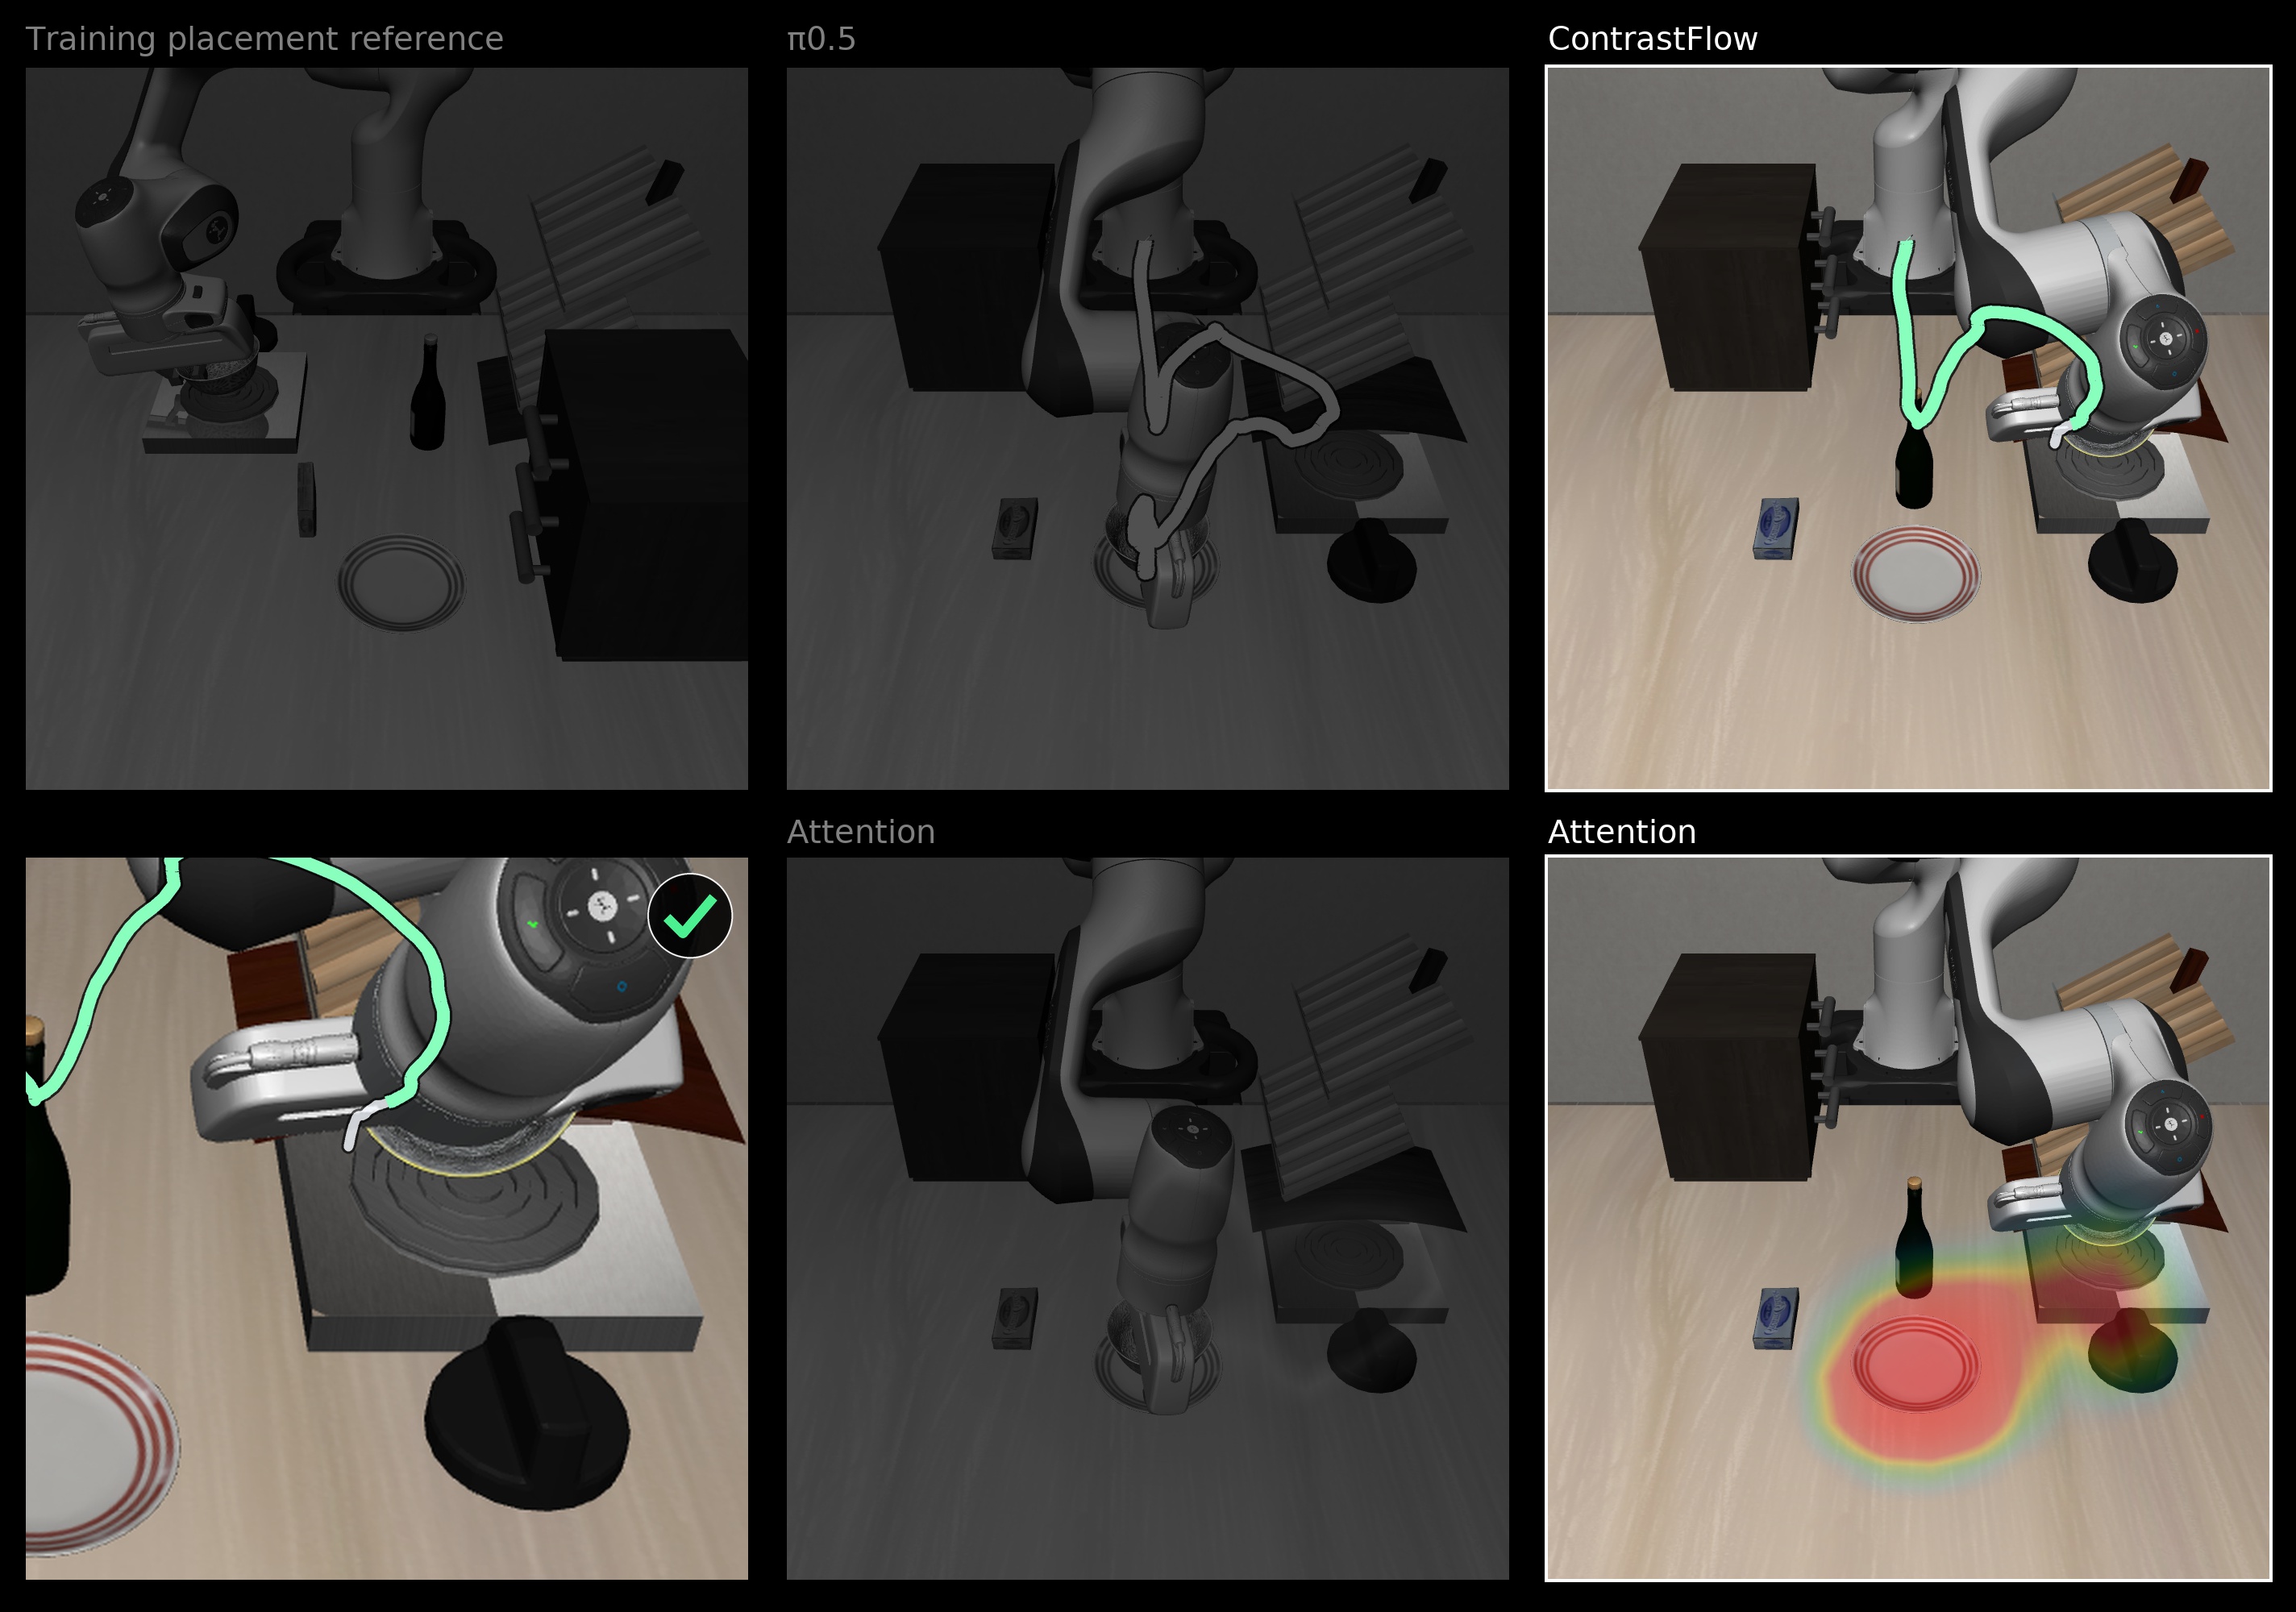 Training placement reference
π0.5
ContrastFlow
Attention
Attention